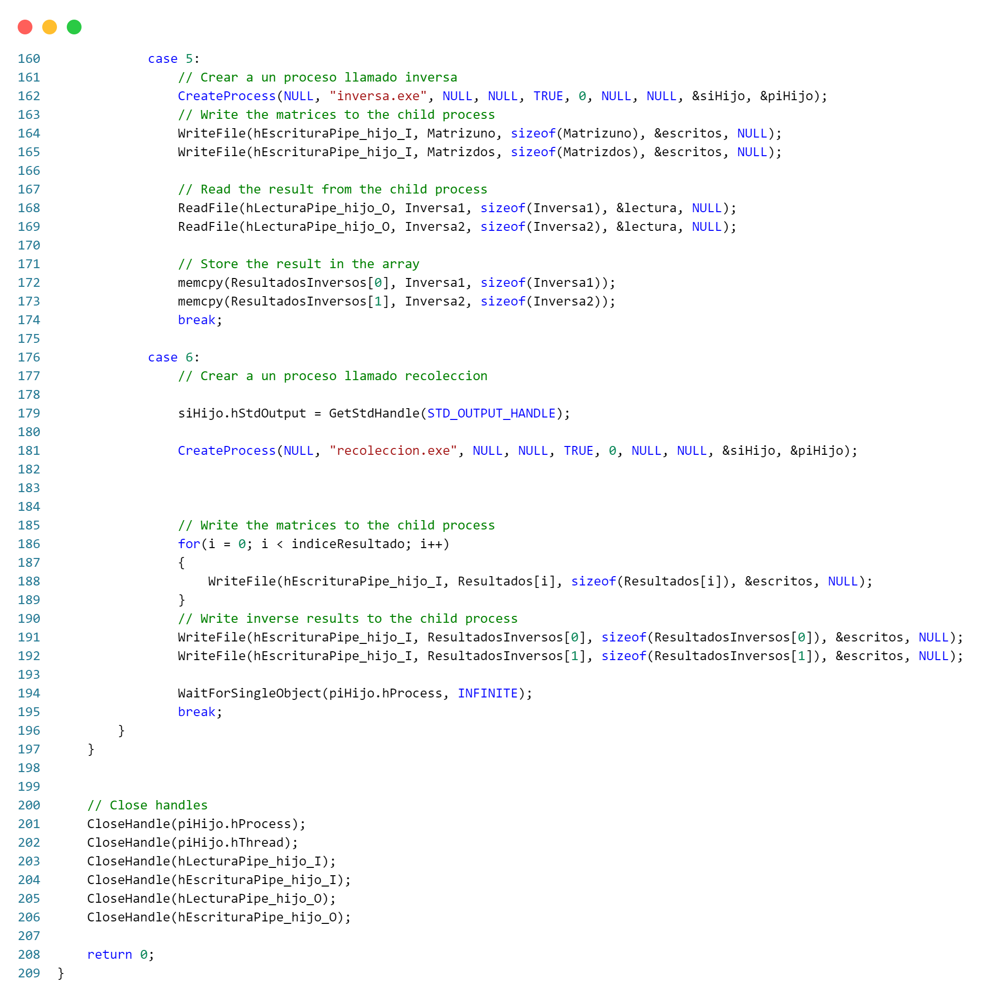 160 case 5:
161 // Crear a un proceso llamado inversa
162 CreateProcess(NULL, "inversa.exe", NULL, NULL, TRUE, 0, NULL, NULL, &siHijo, &piHijo);
163 // Write the matrices to the child process
164 WriteFile(hEscrituraPipe_hijo_I, Matrizuno, sizeof(Matrizuno), &escritos, NULL);
165 WriteFile(hEscrituraPipe_hijo_I, Matrizdos, sizeof(Matrizdos), &escritos, NULL);
166
167 // Read the result from the child process
168 ReadFile(hLecturaPipe_hijo_O, Inversa1, sizeof(Inversa1), &lectura, NULL);
169 ReadFile(hLecturaPipe_hijo_O, Inversa2, sizeof(Inversa2), &lectura, NULL);
170
171 // Store the result in the array
172 memcpy(ResultadosInversos[0], Inversa1, sizeof(Inversa1));
173 memcpy(ResultadosInversos[1], Inversa2, sizeof(Inversa2));
174 break;
175
176 case 6:
177 // Crear a un proceso llamado recoleccion
178
179 siHijo.hStdOutput = GetStdHandle(STD_OUTPUT_HANDLE);
180
181 CreateProcess(NULL, "recoleccion.exe", NULL, NULL, TRUE, 0, NULL, NULL, &siHijo, &piHijo);
182
183
184
185 // Write the matrices to the child process
186 for(i = 0; i < indiceResultado; i++)
187 {
188 WriteFile(hEscrituraPipe_hijo_I, Resultados[i], sizeof(Resultados[i]), &escritos, NULL);
189 }
190 // Write inverse results to the child process
191 WriteFile(hEscrituraPipe_hijo_I, ResultadosInversos[0], sizeof(ResultadosInversos[0]), &escritos, NULL);
192 WriteFile(hEscrituraPipe_hijo_I, ResultadosInversos[1], sizeof(ResultadosInversos[1]), &escritos, NULL);
193
194 WaitForSingleObject(piHijo.hProcess, INFINITE);
195 break;
196 }
197 }
198
199
200 // Close handles
201 CloseHandle(piHijo.hProcess);
202 CloseHandle(piHijo.hThread);
203 CloseHandle(hLecturaPipe_hijo_I);
204 CloseHandle(hEscrituraPipe_hijo_I);
205 CloseHandle(hLecturaPipe_hijo_O);
206 CloseHandle(hEscrituraPipe_hijo_O);
207
208 return 0;
209 }